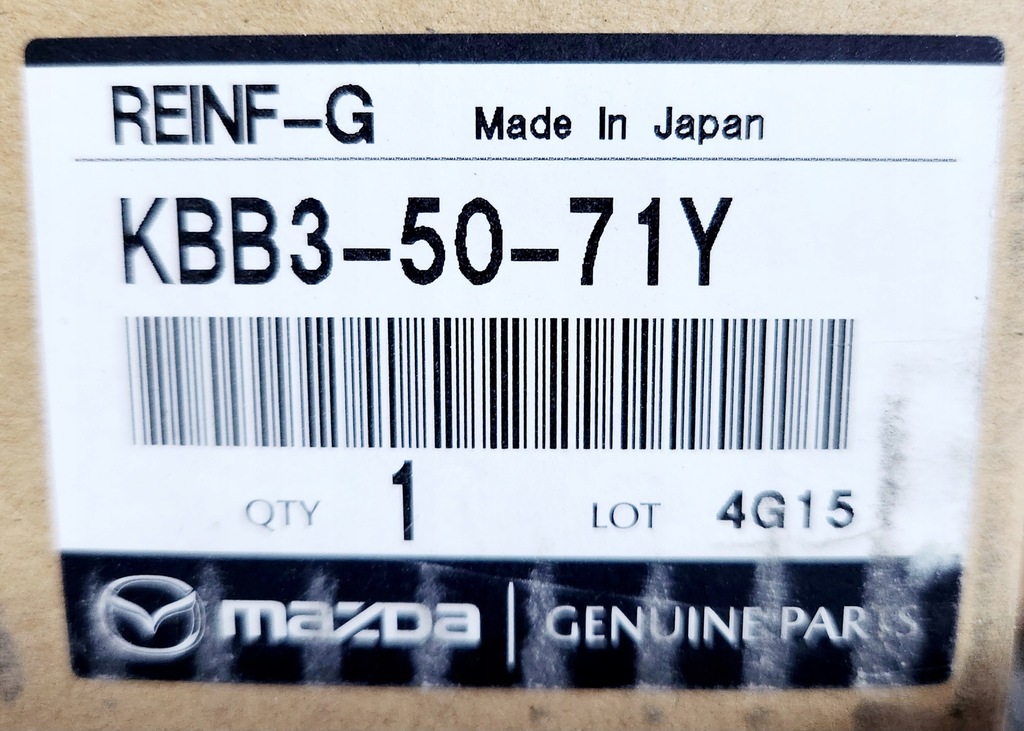 REINF-G Made In Japan
KBB3-50-71Y
QTY 1 LOT 4G15
mazda | GENUINE PARTS